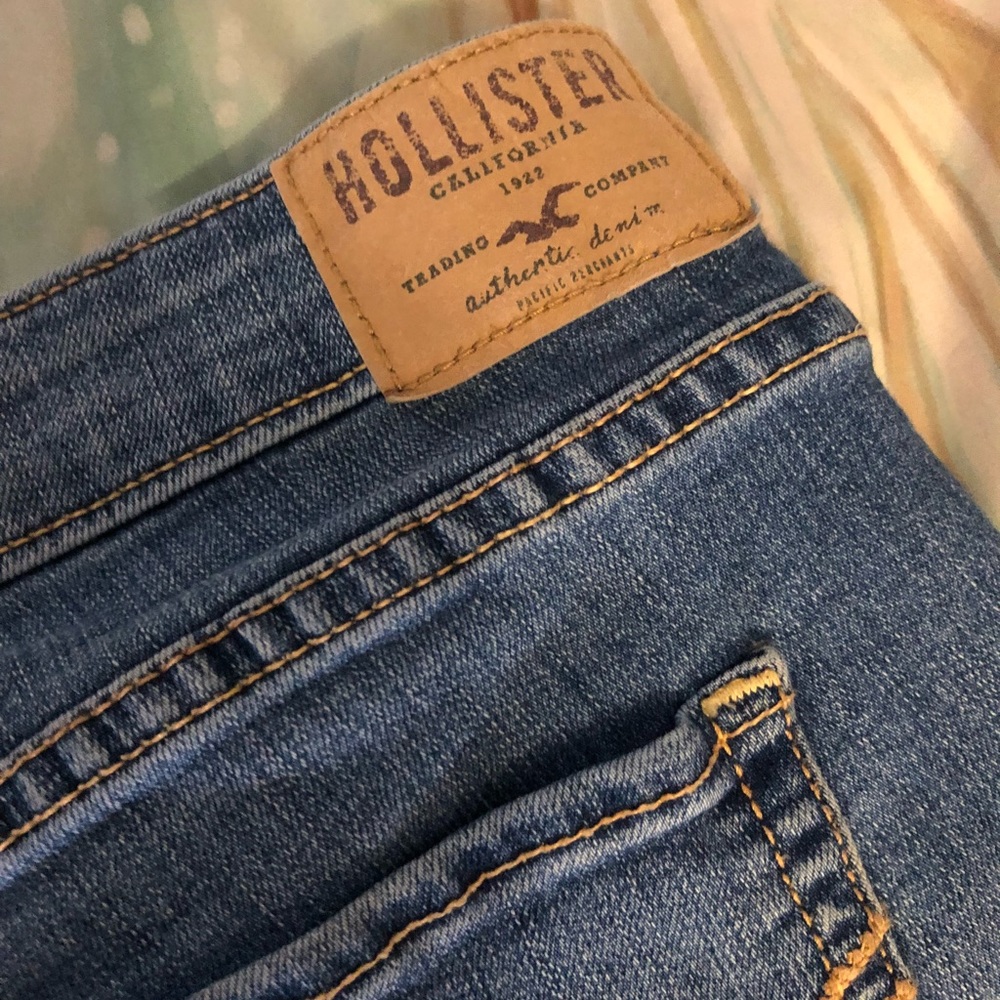 HOLLISTER
CALIFORNIA
1922
TRADING COMPANY
authentic denim
PACIFIC MERCHANTS